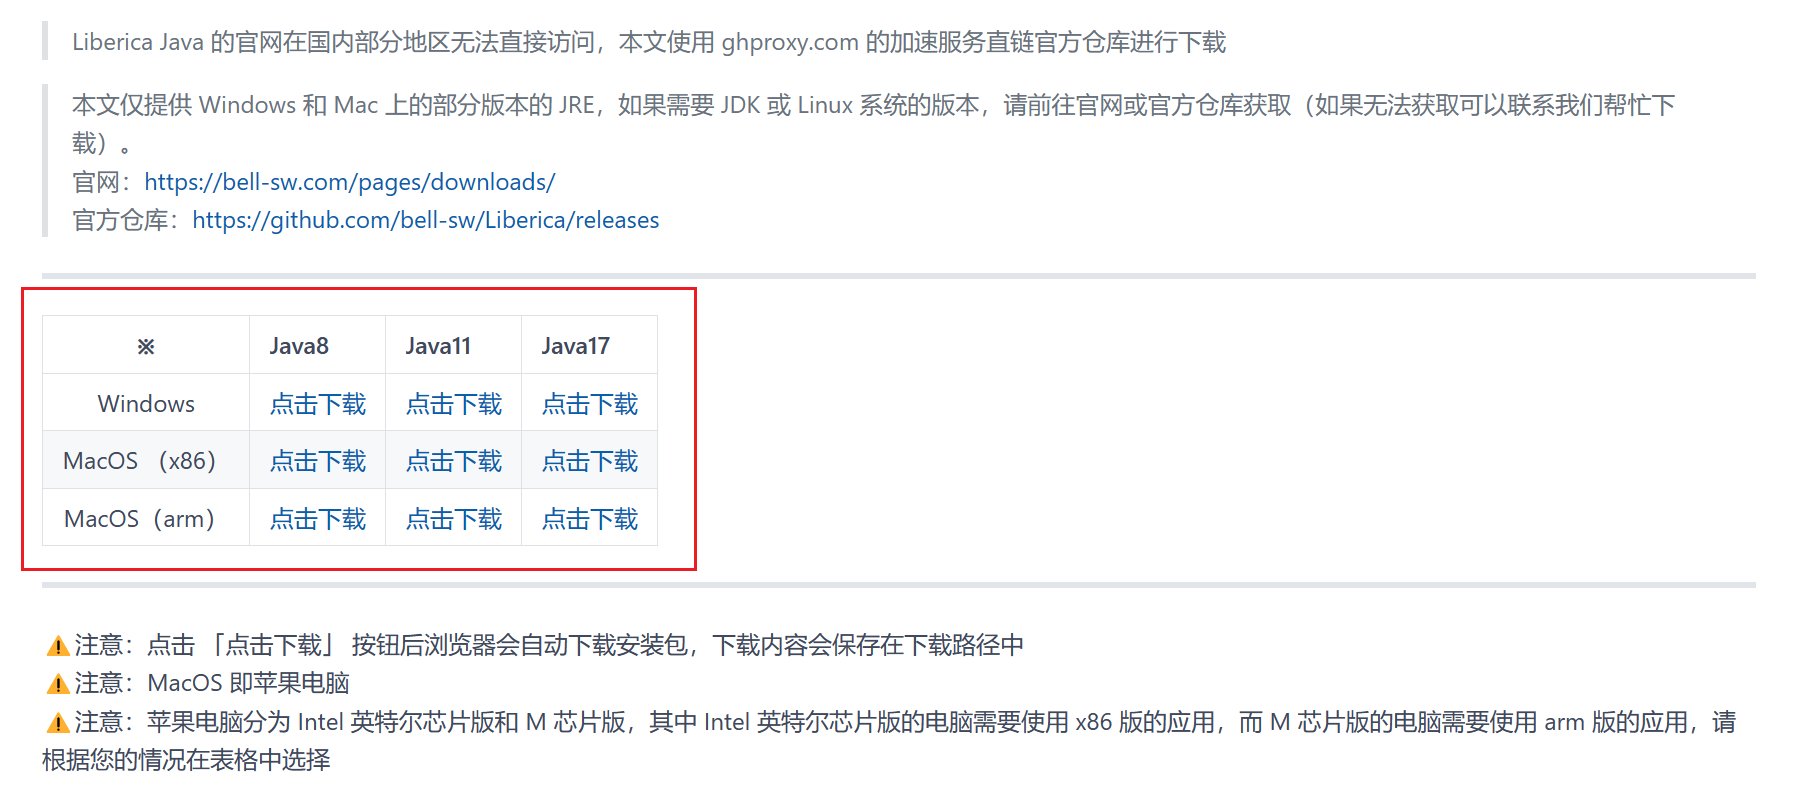 Liberica Java 的官网在国内部分地区无法直接访问，本文使用 ghproxy.com 的加速服务直链官方仓库进行下载
本文仅提供 Windows 和 Mac 上的部分版本的 JRE，如果需要 JDK 或 Linux 系统的版本，请前往官网或官方仓库获取（如果无法获取可以联系我们帮忙下
载）。
官网：https://bell-sw.com/pages/downloads/
官方仓库：https://github.com/bell-sw/Liberica/releases
※ Java8 Java11 Java17
Windows 点击下载 点击下载 点击下载
MacOS （x86） 点击下载 点击下载 点击下载
MacOS（arm） 点击下载 点击下载 点击下载
⚠️注意：点击 「点击下载」 按钮后浏览器会自动下载安装包，下载内容会保存在下载路径中
⚠️注意：MacOS 即苹果电脑
⚠️注意：苹果电脑分为 Intel 英特尔芯片版和 M 芯片版，其中 Intel 英特尔芯片版的电脑需要使用 x86 版的应用，而 M 芯片版的电脑需要使用 arm 版的应用，请
根据您的情况在表格中选择